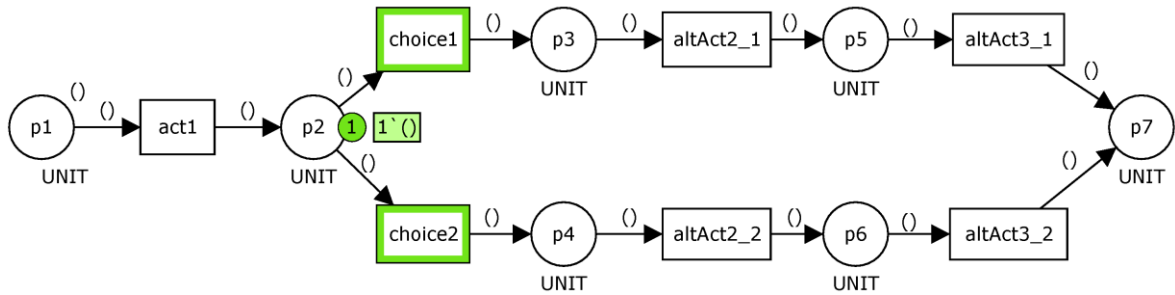 () choice1 () p3 () altAct2_1 () p5 () altAct3_1
() UNIT UNIT ()
() () ()
p1 act1 p2 1 1`() p7
UNIT UNIT () () UNIT
choice2 () p4 () altAct2_2 () p6 () altAct3_2
UNIT UNIT